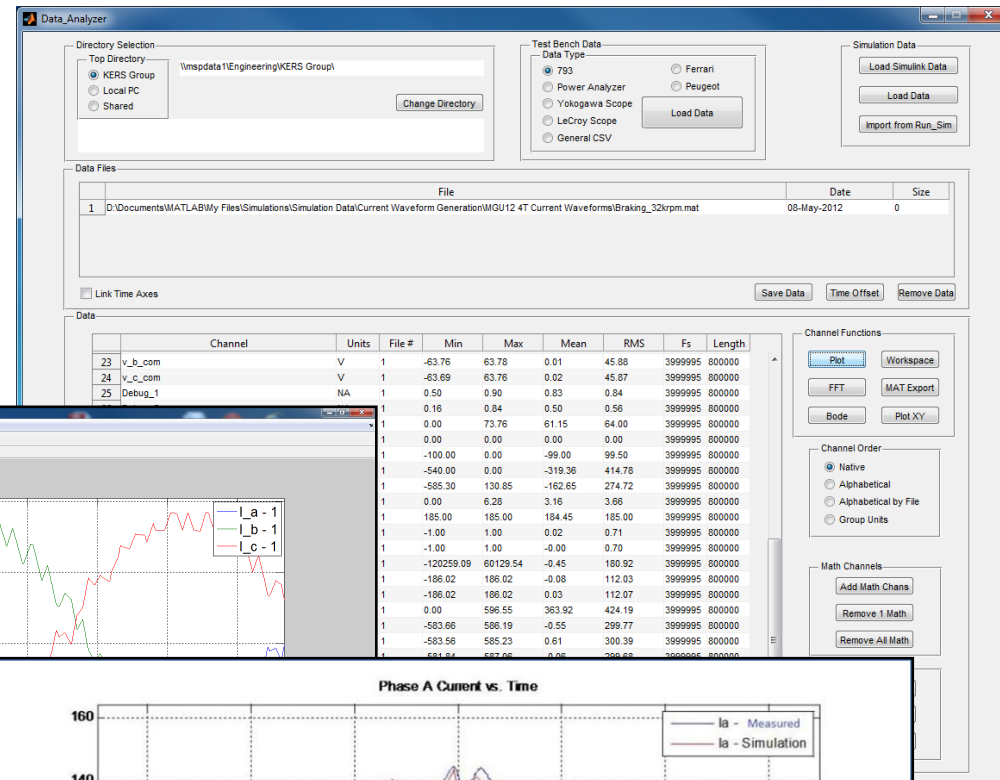 Data_Analyzer
Directory Selection
Top Directory
KERS Group
Local PC
Shared
\\mspdata1\Engineering\KERS Group\
Change Directory
Test Bench Data
Data Type
793
Power Analyzer
Yokogawa Scope
LeCroy Scope
General CSV
Ferrari
Peugeot
Load Data
Simulation Data
Load Simulink Data
Load Data
Import from Run_Sim
Data Files
File Date Size
1 D:\Documents\MATLAB\My Files\Simulations\Simulation Data\Current Waveform Generation\MGU12 4T Current Waveforms\Braking_32krpm.mat 08-May-2012 0
Link Time Axes
Save Data
Time Offset
Remove Data
Data
Channel Units File # Min Max Mean RMS Fs Length
23 v_b_com V 1 -63.76 63.78 0.01 45.88 3999995 800000
24 v_c_com V 1 -63.69 63.76 0.02 45.87 3999995 800000
25 Debug_1 NA 1 0.50 0.90 0.83 0.84 3999995 800000
1 0.16 0.84 0.50 0.56 3999995 800000
1 0.00 73.76 61.15 64.00 3999995 800000
1 0.00 0.00 0.00 0.00 3999995 800000
1 -100.00 0.00 -99.00 99.50 3999995 800000
1 -540.00 0.00 -319.36 414.78 3999995 800000
1 -585.30 130.85 -162.65 274.72 3999995 800000
1 0.00 6.28 3.16 3.66 3999995 800000
1 185.00 185.00 184.45 185.00 3999995 800000
1 -1.00 1.00 0.02 0.71 3999995 800000
1 -1.00 1.00 -0.00 0.70 3999995 800000
1 -120259.09 60129.54 -0.45 180.92 3999995 800000
1 -186.02 186.02 -0.08 112.03 3999995 800000
1 -186.02 186.02 0.03 112.07 3999995 800000
1 0.00 596.55 363.92 424.19 3999995 800000
1 -583.66 586.19 -0.55 299.77 3999995 800000
1 -583.56 585.23 0.61 300.39 3999995 800000
1 -581.84 587.06 -0.06 299.68 3999995 800000
Channel Functions
Plot
Workspace
FFT
MAT Export
Bode
Plot XY
Channel Order
Native
Alphabetical
Alphabetical by File
Group Units
Math Channels
Add Math Chans
Remove 1 Math
Remove All Math
I_a - 1
I_b - 1
I_c - 1
Phase A Current vs. Time
160
140
Ia - Measured
Ia - Simulation